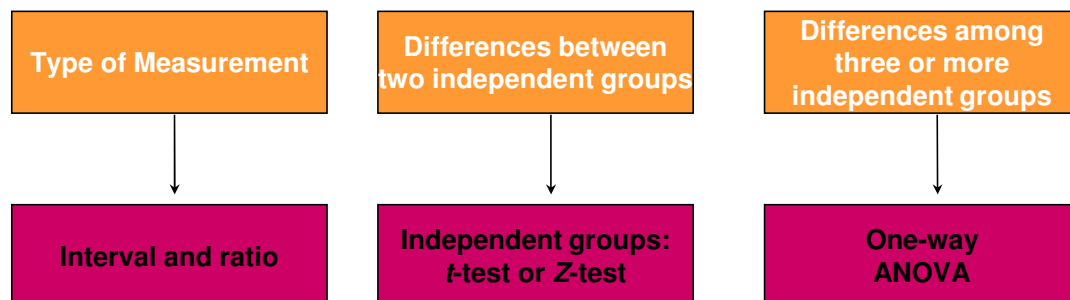 Type of Measurement
Differences between
two independent groups
Differences among
three or more
independent groups
Interval and ratio
Independent groups:
t-test or Z-test
One-way
ANOVA